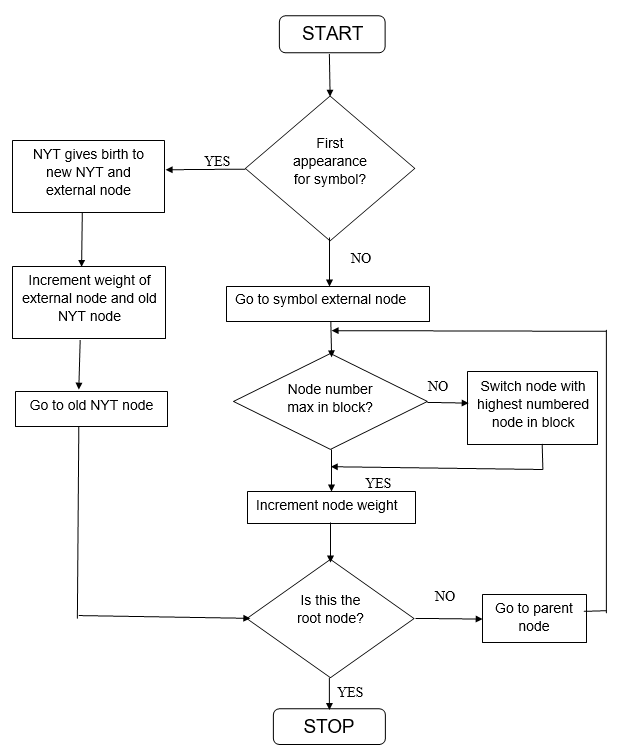 START
First
appearance
for symbol?
YES
NYT gives birth to
new NYT and
external node
NO
Increment weight of
external node and old
NYT node
Go to symbol external node
Go to old NYT node
Node number
max in block?
NO
Switch node with
highest numbered
node in block
YES
Increment node weight
Is this the
root node?
NO
Go to parent
node
YES
STOP